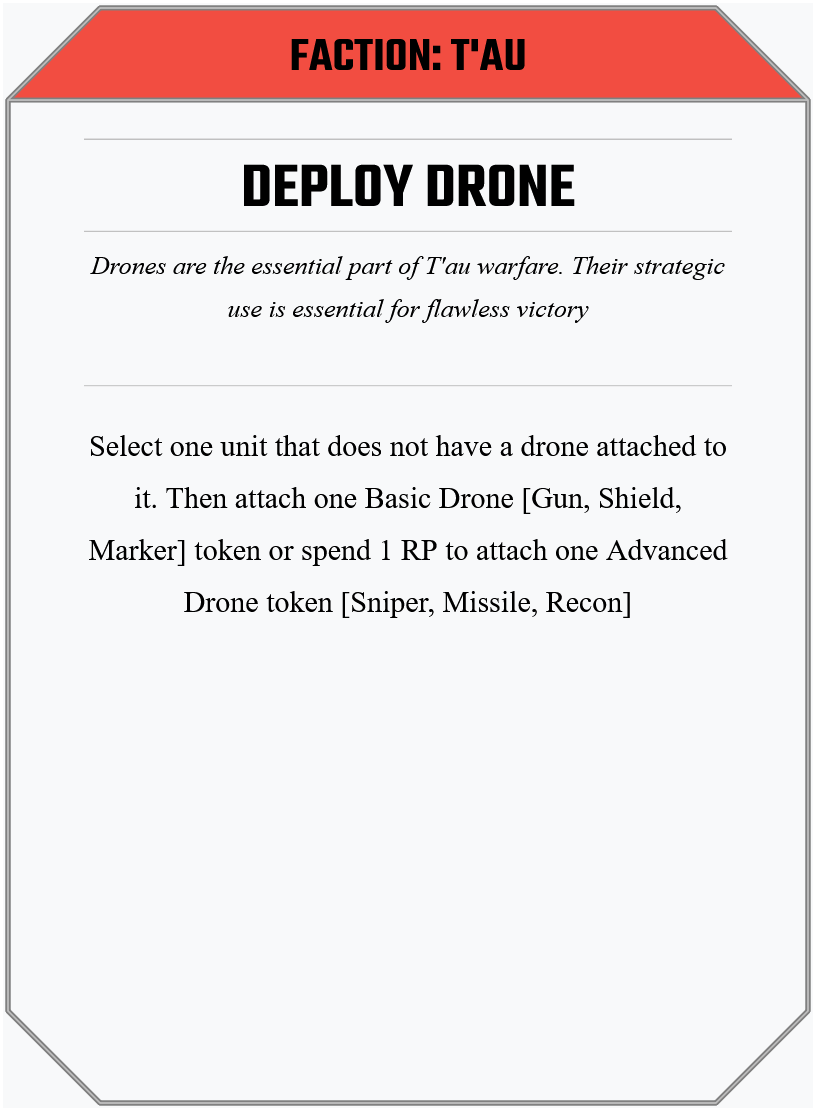 FACTION: T'AU
DEPLOY DRONE
Drones are the essential part of T'au warfare. Their strategic
use is essential for flawless victory
Select one unit that does not have a drone attached to
it. Then attach one Basic Drone [Gun, Shield,
Marker] token or spend 1 RP to attach one Advanced
Drone token [Sniper, Missile, Recon]